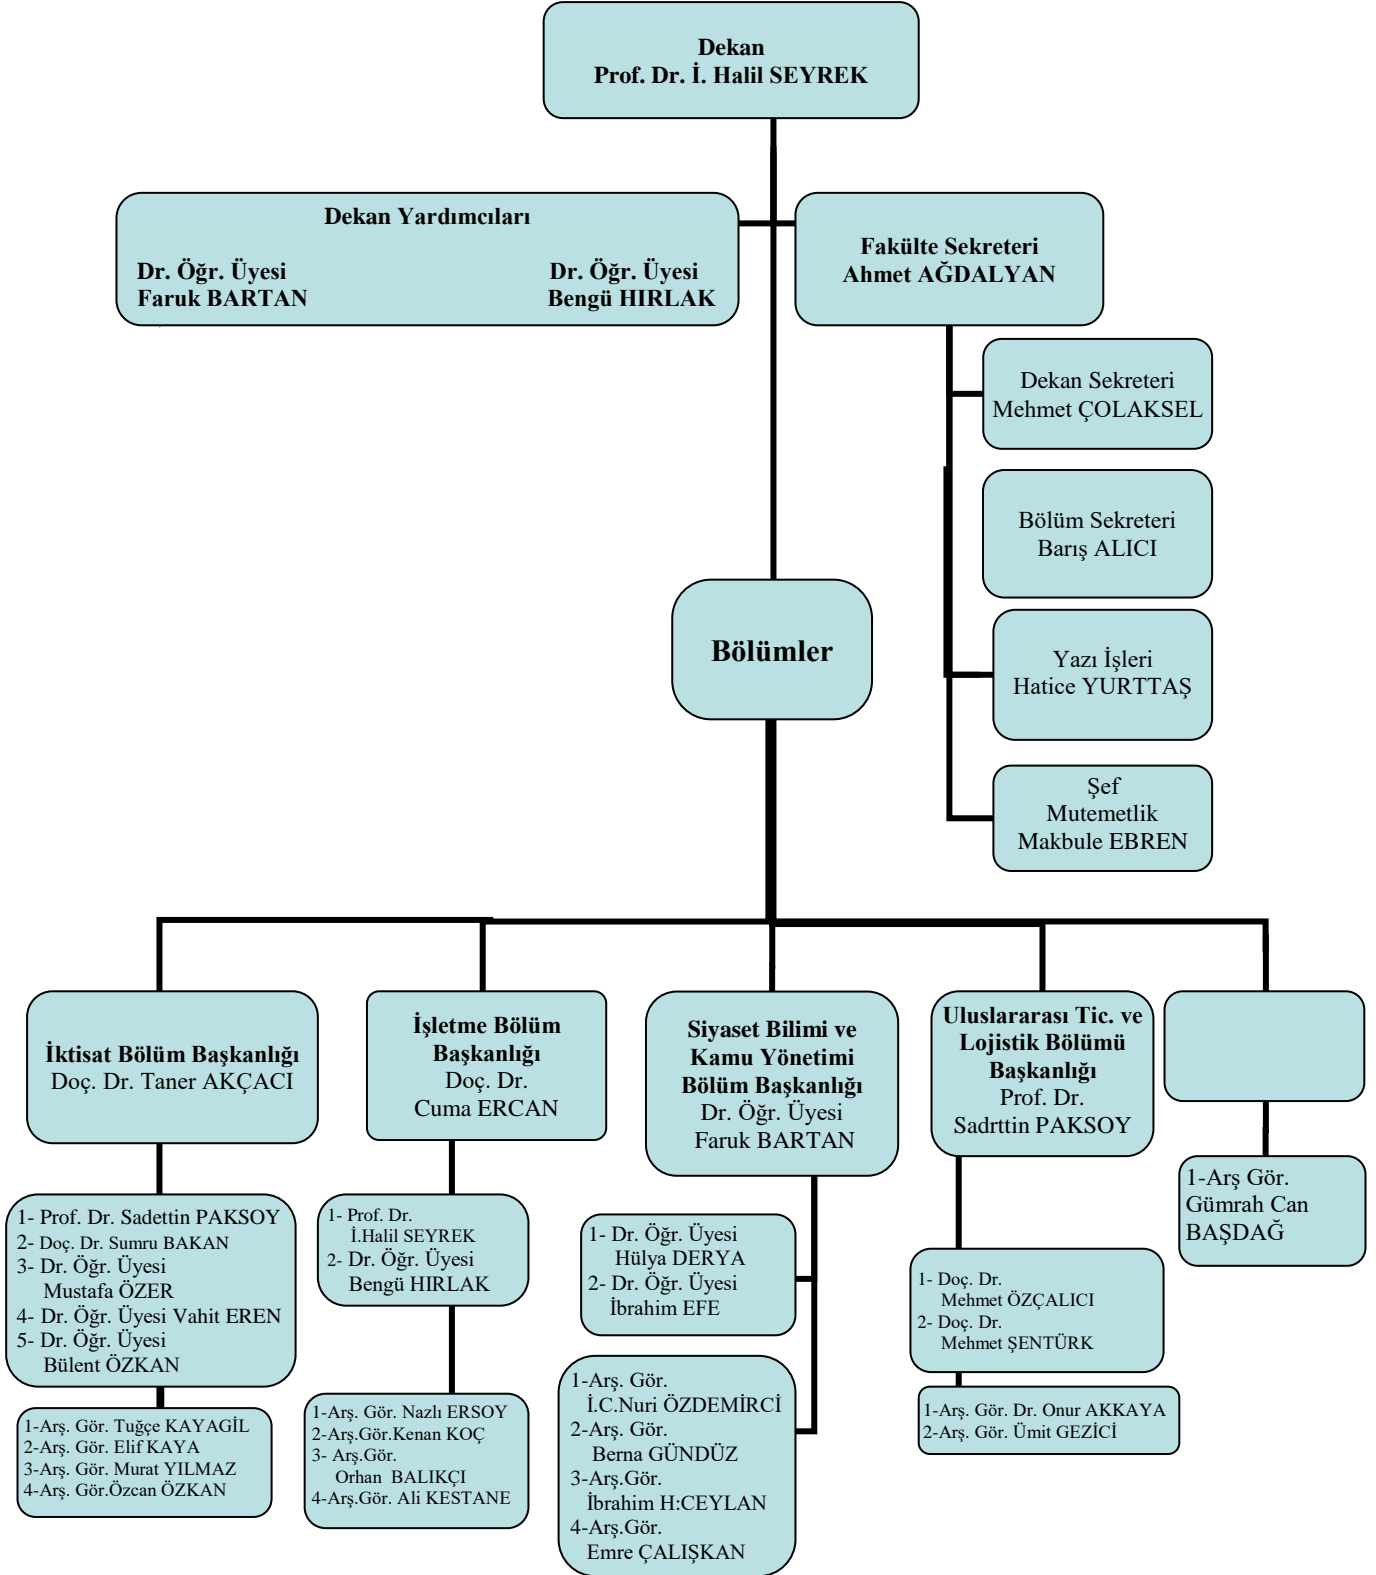 Dekan
Prof. Dr. İ. Halil SEYREK
Dekan Yardımcıları
Dr. Öğr. Üyesi Dr. Öğr. Üyesi
Faruk BARTAN Bengü HIRLAK
Fakülte Sekreteri
Ahmet AĞDALYAN
Dekan Sekreteri
Mehmet ÇOLAKSEL
Bölüm Sekreteri
Barış ALICI
Bölümler
Yazı İşleri
Hatice YURTTAŞ
Şef
Mutemetlik
Makbule EBREN
İktisat Bölüm Başkanlığı
Doç. Dr. Taner AKÇACI
1- Prof. Dr. Sadettin PAKSOY
2- Doç. Dr. Sumru BAKAN
3- Dr. Öğr. Üyesi
Mustafa ÖZER
4- Dr. Öğr. Üyesi Vahit EREN
5- Dr. Öğr. Üyesi
Bülent ÖZKAN
1-Arş. Gör. Tuğçe KAYAGİL
2-Arş. Gör. Elif KAYA
3-Arş. Gör. Murat YILMAZ
4-Arş. Gör.Özcan ÖZKAN
İşletme Bölüm
Başkanlığı
Doç. Dr.
Cuma ERCAN
1- Prof. Dr.
İ.Halil SEYREK
2- Dr. Öğr. Üyesi
Bengü HIRLAK
1-Arş. Gör. Nazlı ERSOY
2-Arş.Gör.Kenan KOÇ
3- Arş.Gör.
Orhan BALIKÇI
4-Arş.Gör. Ali KESTANE
Siyaset Bilimi ve
Kamu Yönetimi
Bölüm Başkanlığı
Dr. Öğr. Üyesi
Faruk BARTAN
1- Dr. Öğr. Üyesi
Hülya DERYA
2- Dr. Öğr. Üyesi
İbrahim EFE
1-Arş. Gör.
İ.C.Nuri ÖZDEMİRCİ
2-Arş. Gör.
Berna GÜNDÜZ
3-Arş.Gör.
İbrahim H:CEYLAN
4-Arş.Gör.
Emre ÇALIŞKAN
Uluslararası Tic. ve
Lojistik Bölümü
Başkanlığı
Prof. Dr.
Sadrttin PAKSOY
1- Doç. Dr.
Mehmet ÖZÇALICI
2- Doç. Dr.
Mehmet ŞENTÜRK
1-Arş. Gör. Dr. Onur AKKAYA
2-Arş. Gör. Ümit GEZİCİ
1-Arş Gör.
Gümrah Can
BAŞDAĞ